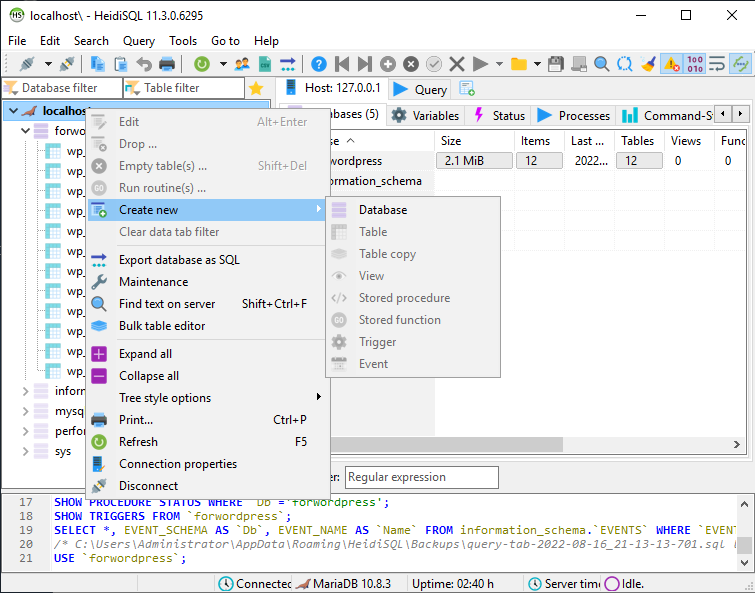 localhost\ - HeidiSQL 11.3.0.6295
File Edit Search Query Tools Go to Help
Database filter Table filter Host: 127.0.0.1 Query
localhos
forwo
wp_
wp_
wp_
wp_
wp_
wp_
wp_
wp_
wp_
wp_
wp_
wp_
inform
mysq
perfo
sys
Edit Alt+Enter
Drop ...
Empty table(s) ... Shift+Del
Run routine(s) ...
Create new
Clear data tab filter
Export database as SQL
Maintenance
Find text on server Shift+Ctrl+F
Bulk table editor
Expand all
Collapse all
Tree style options
Print... Ctrl+P
Refresh F5
Connection properties
Disconnect
Database
Table
Table copy
View
Stored procedure
Stored function
Trigger
Event
abases (5) Variables Status Processes Command-S
se Size Items Last ... Tables Views Func
wordpress 2.1 MiB 12 2022... 12 0 0
ormation_schema
er: Regular expression
17 SHOW PROCEDURE STATUS WHERE `Db`='forwordpress';
18 SHOW TRIGGERS FROM `forwordpress`;
19 SELECT *, EVENT_SCHEMA AS `Db`, EVENT_NAME AS `Name` FROM information_schema.`EVENTS` WHERE `EVENT
20 /* C:\Users\Administrator\AppData\Roaming\HeidiSQL\Backups\query-tab-2022-08-16_21-13-13-701.sql
21 USE `forwordpress`;
Connected MariaDB 10.8.3 Uptime: 02:40 h Server time Idle.